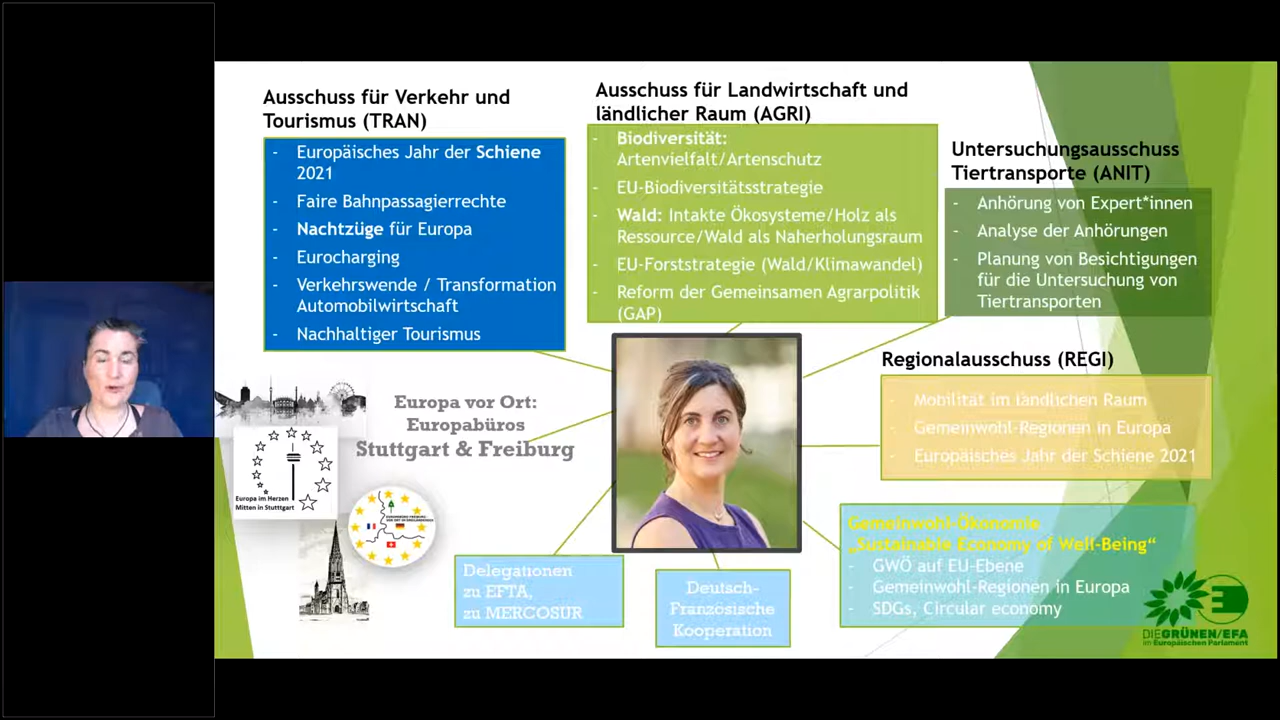 Ausschuss für Verkehr und
Tourismus (TRAN)
- Europäisches Jahr der Schiene
2021
- Faire Bahnpassagierrechte
- Nachtzüge für Europa
- Eurocharging
- Verkehrswende / Transformation
Automobilwirtschaft
- Nachhaltiger Tourismus
Ausschuss für Landwirtschaft und
ländlicher Raum (AGRI)
- Biodiversität:
Artenvielfalt/Artenschutz
- EU-Biodiversitätsstrategie
- Wald: Intakte Ökosysteme/Holz als
Ressource/Wald als Naherholungsraum
- EU-Forststrategie (Wald/Klimawandel)
- Reform der Gemeinsamen Agrarpolitik
(GAP)
Untersuchungsausschuss
Tiertransporte (ANIT)
- Anhörung von Expert*innen
- Analyse der Anhörungen
- Planung von Besichtigungen
für die Untersuchung von
Tiertransporten
Regionalausschuss (REGI)
- Mobilität im ländlichen Raum
- Gemeinwohl-Regionen in Europa
- Europäisches Jahr der Schiene 2021
Europa vor Ort:
Europabüros
Stuttgart & Freiburg
Europa im Herzen
Mitten in Stutttgart
Delegationen
zu EFTA,
zu MERCOSUR
Deutsch-
Französische
Kooperation
Gemeinwohl-Ökonomie
„Sustainable Economy of Well-Being“
- GWÖ auf EU-Ebene
- Gemeinwohl-Regionen in Europa
- SDGs, Circular economy
DIE GRÜNEN/EFA
im Europäischen Parlament